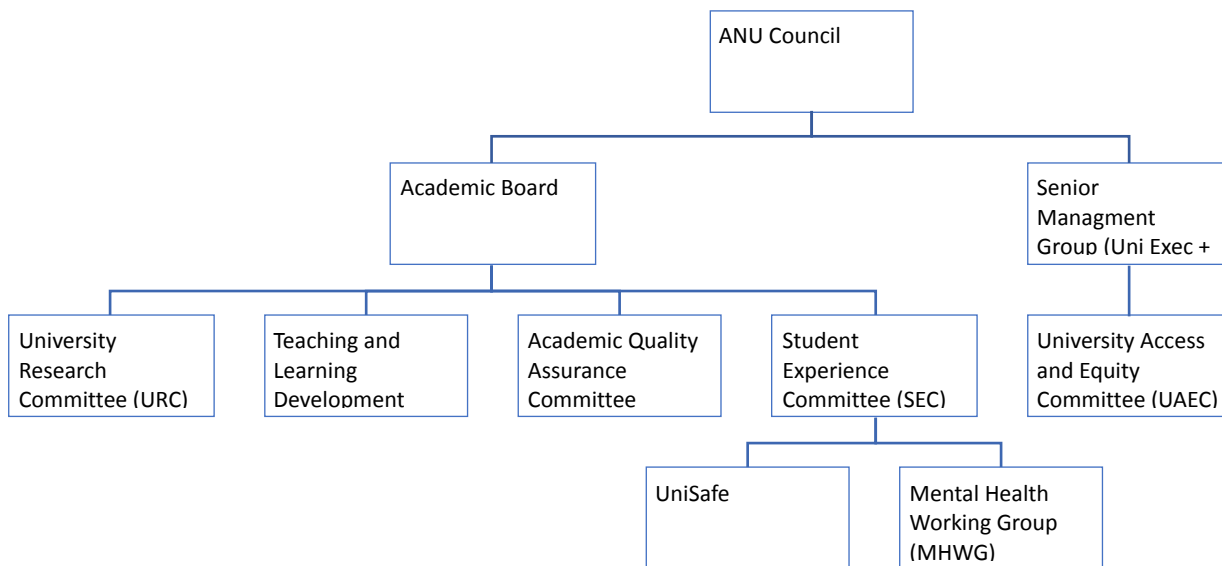 ANU Council
Academic Board
Senior
Managment
Group (Uni Exec +
University
Research
Committee (URC)
Teaching and
Learning
Development
Academic Quality
Assurance
Committee
Student
Experience
Committee (SEC)
University Access
and Equity
Committee (UAEC)
UniSafe
Mental Health
Working Group
(MHWG)